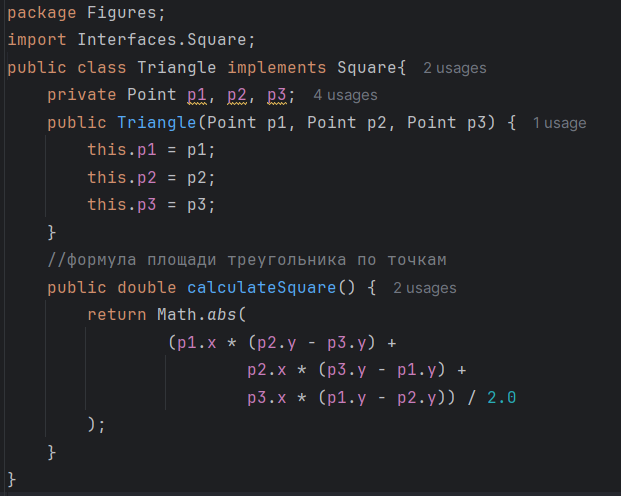 package Figures;
import Interfaces.Square;
public class Triangle implements Square{ 2 usages
private Point p1, p2, p3; 4 usages
public Triangle(Point p1, Point p2, Point p3) { 1 usage
this.p1 = p1;
this.p2 = p2;
this.p3 = p3;
}
//формула площади треугольника по точкам
public double calculateSquare() { 2 usages
return Math.abs(
(p1.x * (p2.y - p3.y) +
p2.x * (p3.y - p1.y) +
p3.x * (p1.y - p2.y)) / 2.0
);
}
}